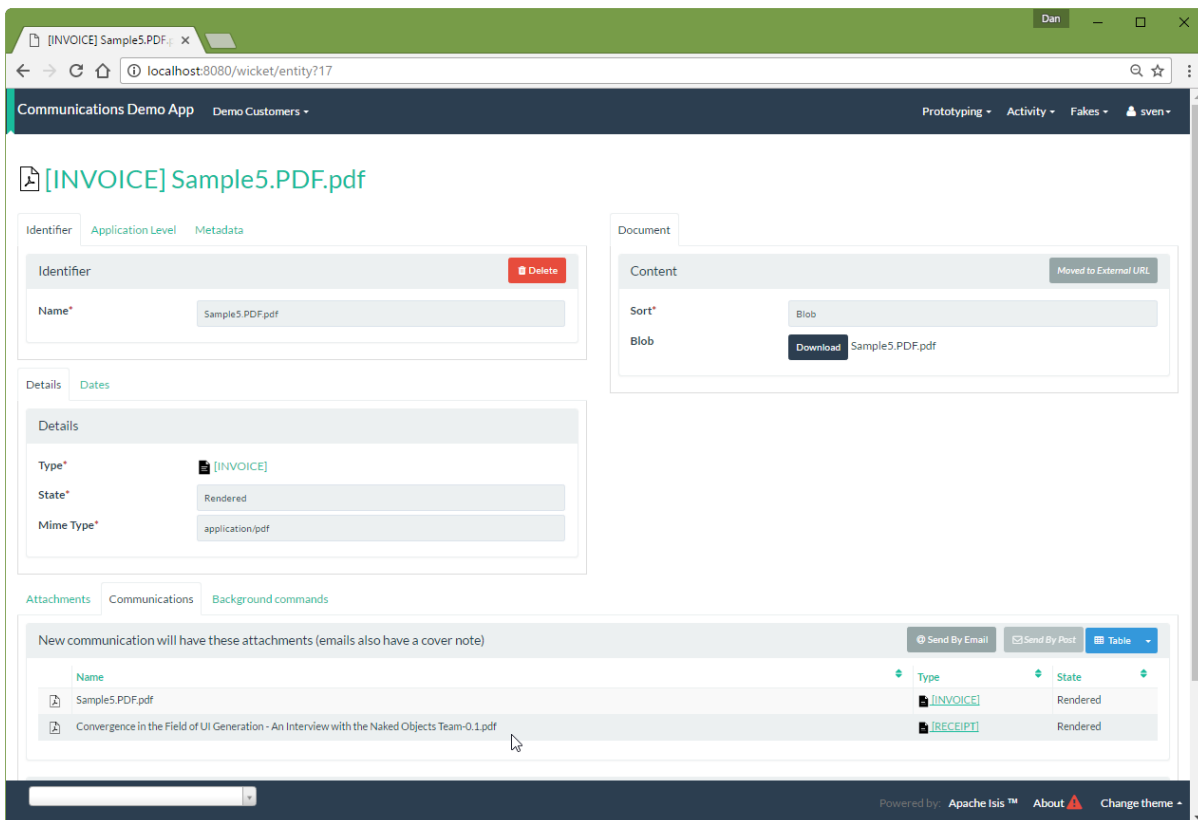 Dan
[INVOICE] Sample5.PDF.p
localhost:8080/wicket/entity?17
Communications Demo App Demo Customers Prototyping Activity Fakes sven
[INVOICE] Sample5.PDF.pdf
Identifier Application Level Metadata
Identifier Delete
Name* Sample5.PDF.pdf
Document
Content Moved to External URL
Sort* Blob
Blob Download Sample5.PDF.pdf
Details Dates
Details
Type* [INVOICE]
State* Rendered
Mime Type* application/pdf
Attachments Communications Background commands
New communication will have these attachments (emails also have a cover note) @ Send By Email Send By Post Table
Name Type State
Sample5.PDF.pdf [INVOICE] Rendered
Convergence in the Field of UI Generation - An Interview with the Naked Objects Team-0.1.pdf [RECEIPT] Rendered
Powered by: Apache Isis ™ About Change theme